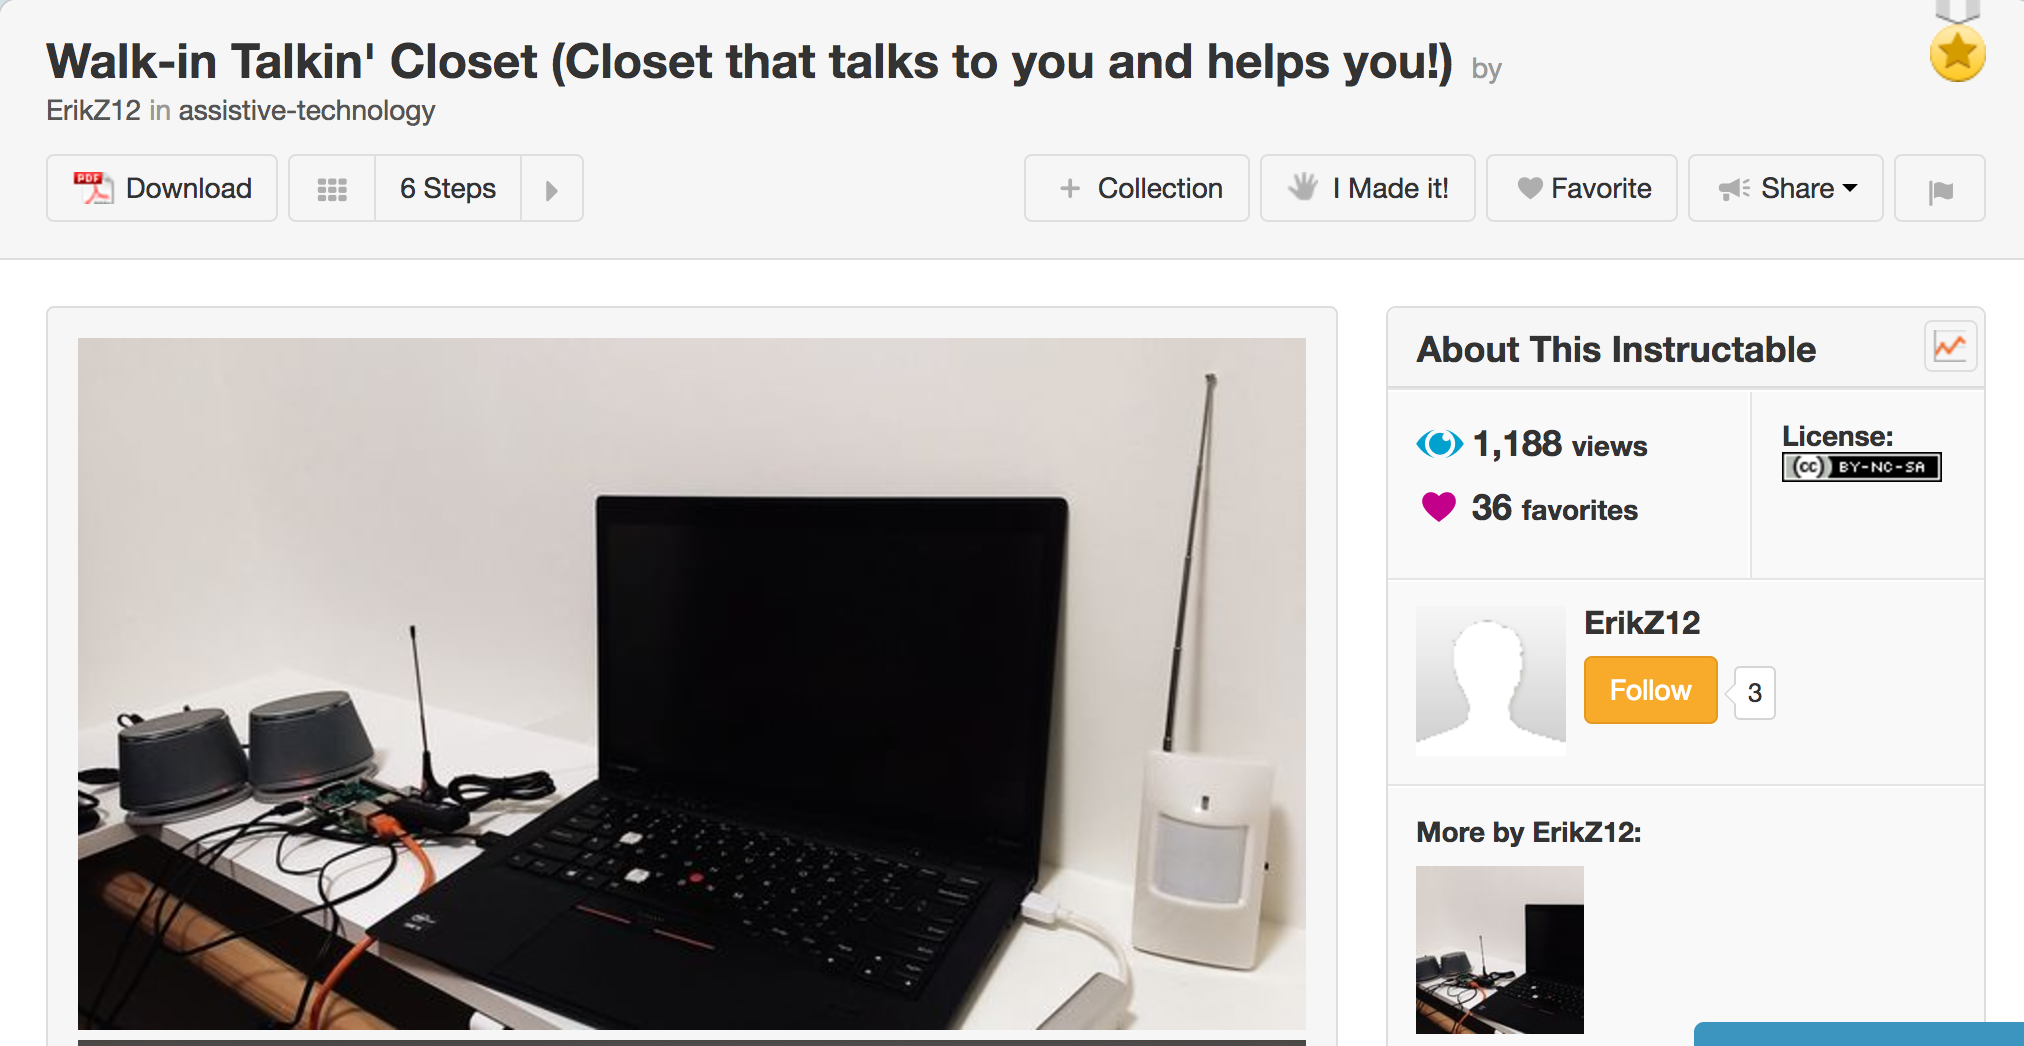 Walk-in Talkin' Closet (Closet that talks to you and helps you!) by
ErikZ12 in assistive-technology
PDF Download
6 Steps
+ Collection
I Made it!
Favorite
Share
About This Instructable
1,188 views
36 favorites
License:
(cc) BY-NC-SA
ErikZ12
Follow
3
More by ErikZ12: